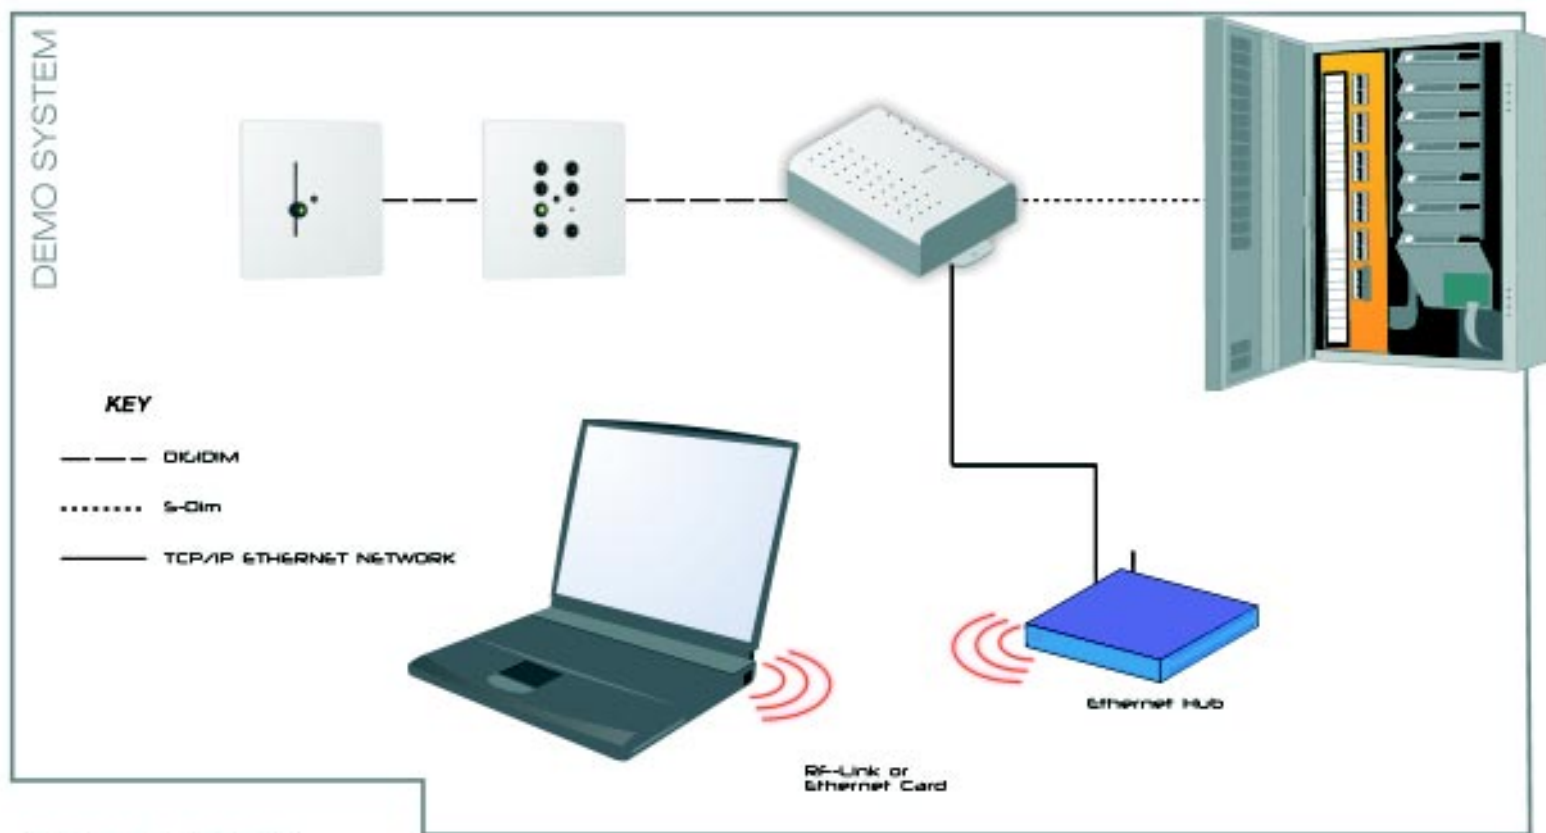 DEMO SYSTEM
KEY
DIGIDIM
S-Dim
TCP/IP ETHERNET NETWORK
Ethernet Hub
RF-Link or
Ethernet Card